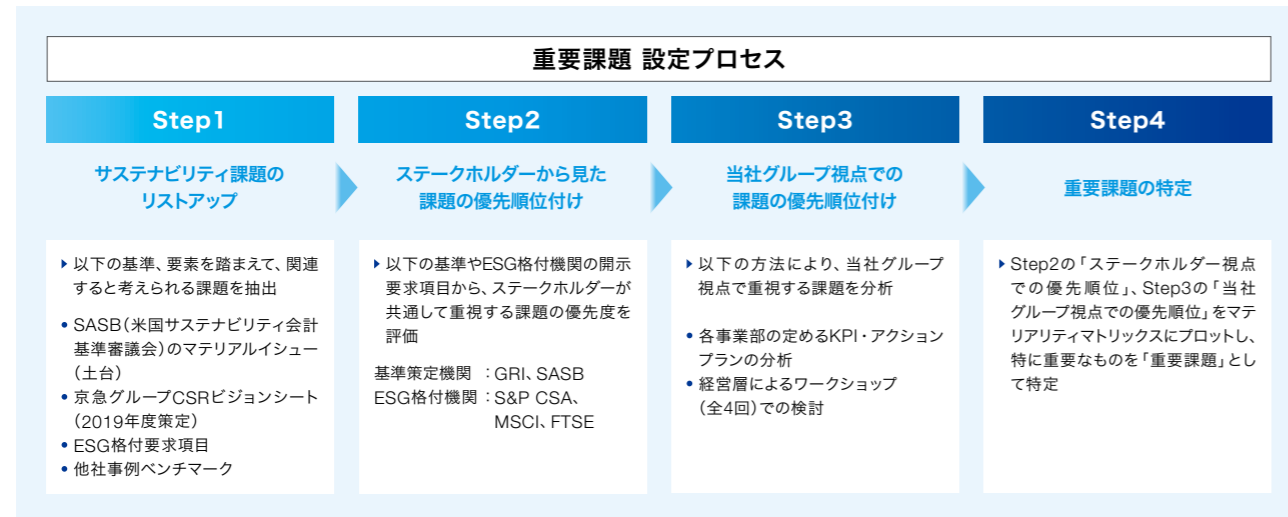 重要課題 設定プロセス
Step1
サステナビリティ課題の
リストアップ
▶ 以下の基準、要素を踏まえて、関連
すると考えられる課題を抽出
• SASB（米国サステナビリティ会計
基準審議会）のマテリアルイシュー
（土台）
• 京急グループCSRビジョンシート
（2019年度策定）
• ESG格付要求項目
• 他社事例ベンチマーク
Step2
ステークホルダーから見た
課題の優先順位付け
▶ 以下の基準やESG格付機関の開示
要求項目から、ステークホルダーが
共通して重視する課題の優先度を
評価
基準策定機関 ：GRI、SASB
ESG格付機関：S&P CSA、
MSCI、FTSE
Step3
当社グループ視点での
課題の優先順位付け
▶ 以下の方法により、当社グループ
視点で重視する課題を分析
• 各事業部の定めるKPI・アクション
プランの分析
• 経営層によるワークショップ
（全4回）での検討
Step4
重要課題の特定
▶ Step2の「ステークホルダー視点
での優先順位」、Step3の「当社
グループ視点での優先順位」をマテ
リアリティマトリックスにプロットし、
特に重要なものを「重要課題」とし
て特定